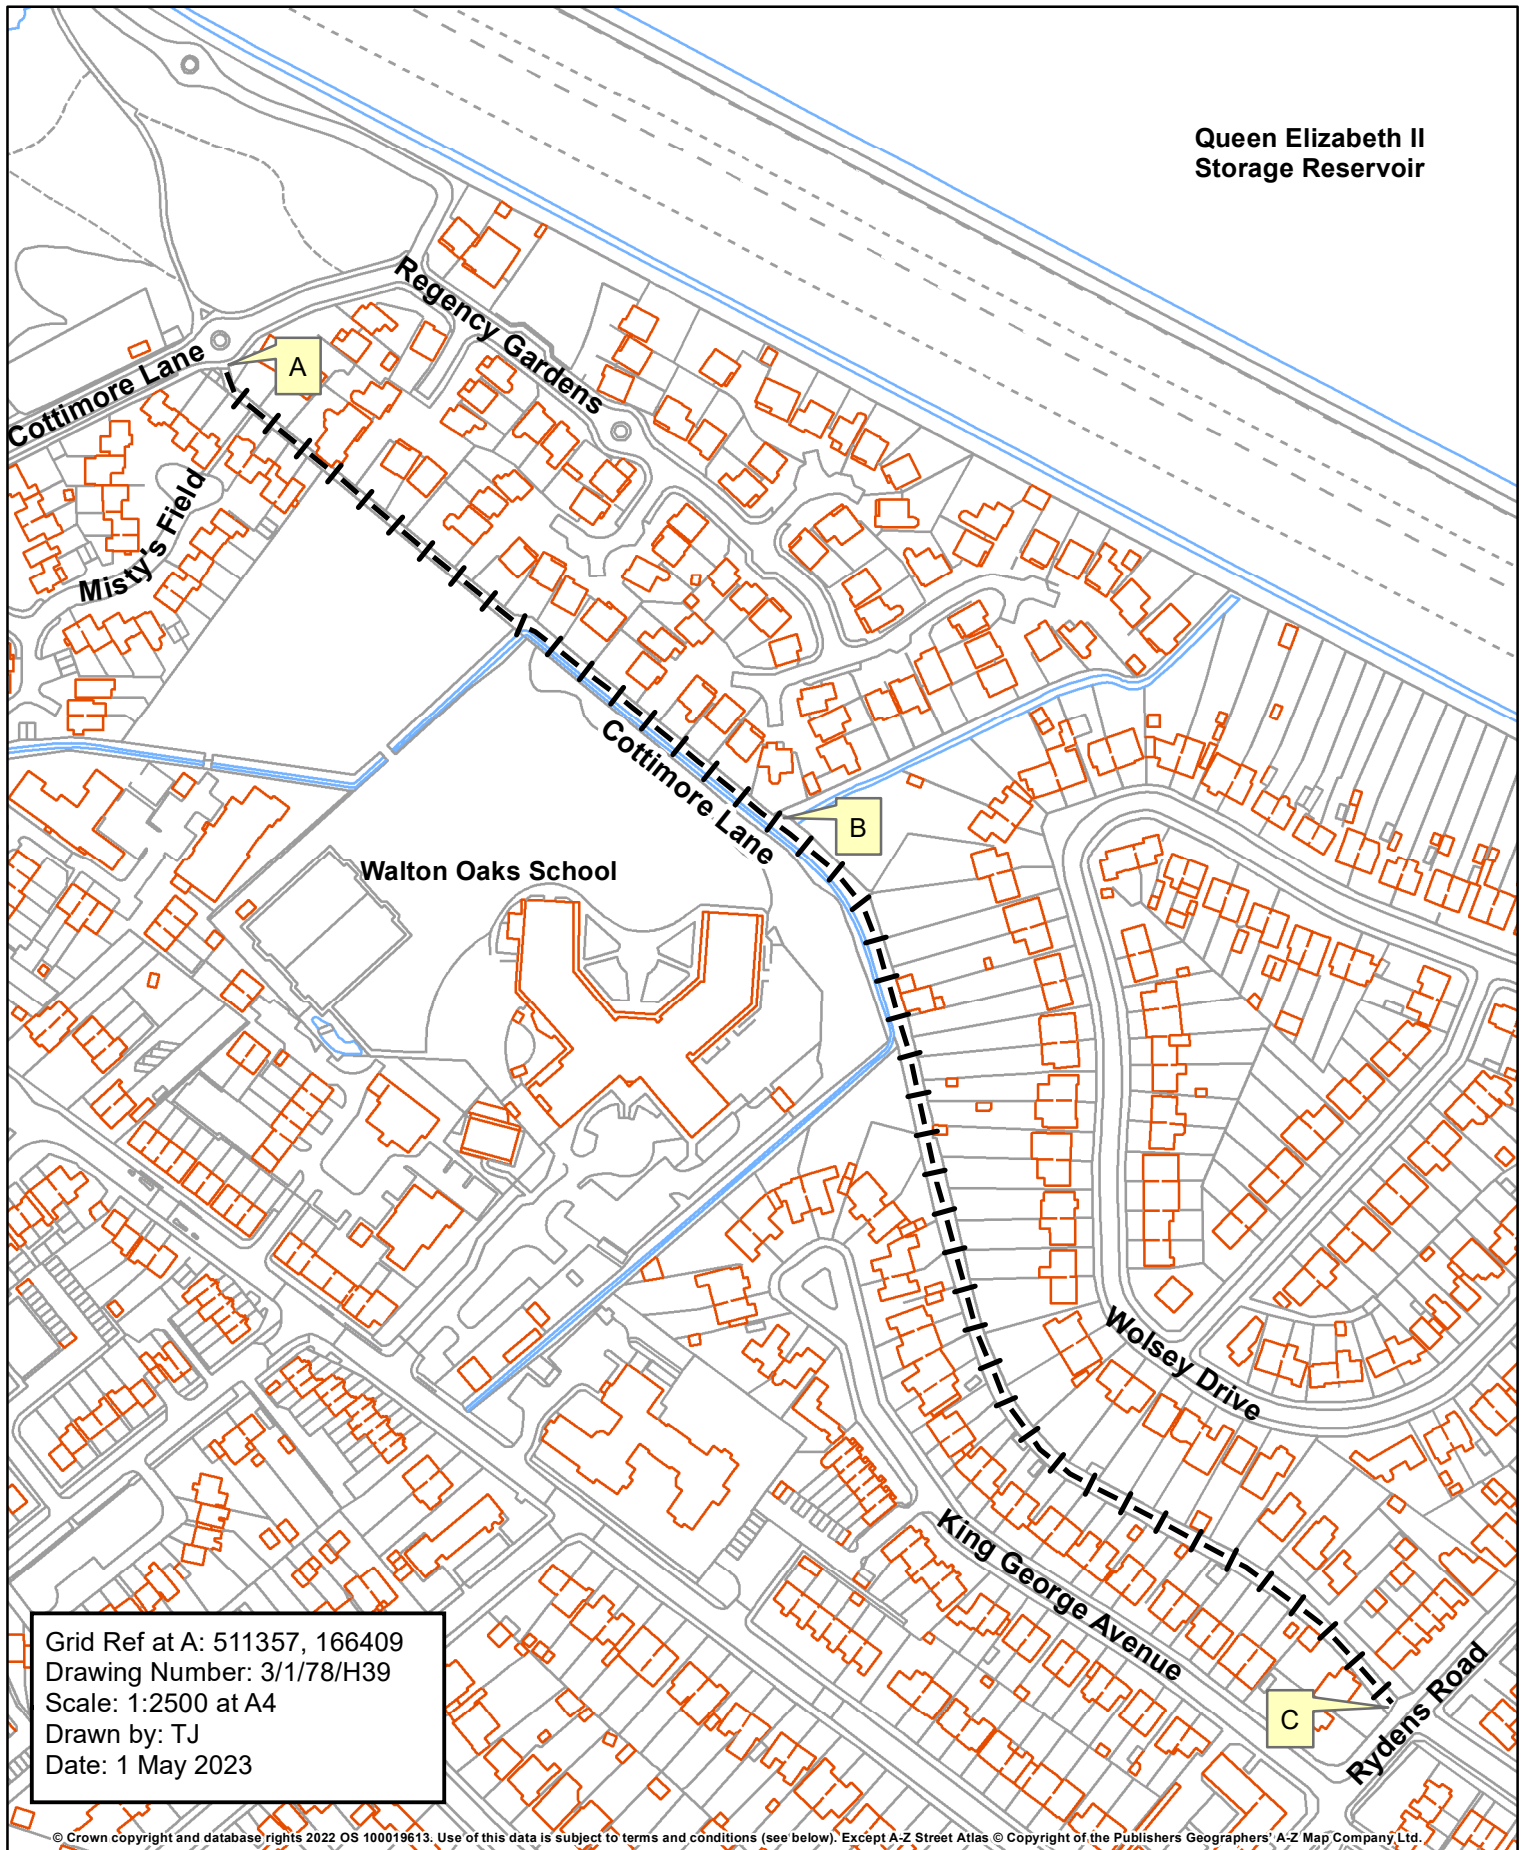 Queen Elizabeth II
Storage Reservoir
Regency Gardens
A
Cottimore Lane
Misty's Field
Cottimore Lane
B
Walton Oaks School
Wolsey Drive
King George Avenue
C
Rydens Road
Grid Ref at A: 511357, 166409
Drawing Number: 3/1/78/H39
Scale: 1:2500 at A4
Drawn by: TJ
Date: 1 May 2023
© Crown copyright and database rights 2022 OS 100019613. Use of this data is subject to terms and conditions (see below). Except A-Z Street Atlas © Copyright of the Publishers Geographers' A-Z Map Company Ltd.